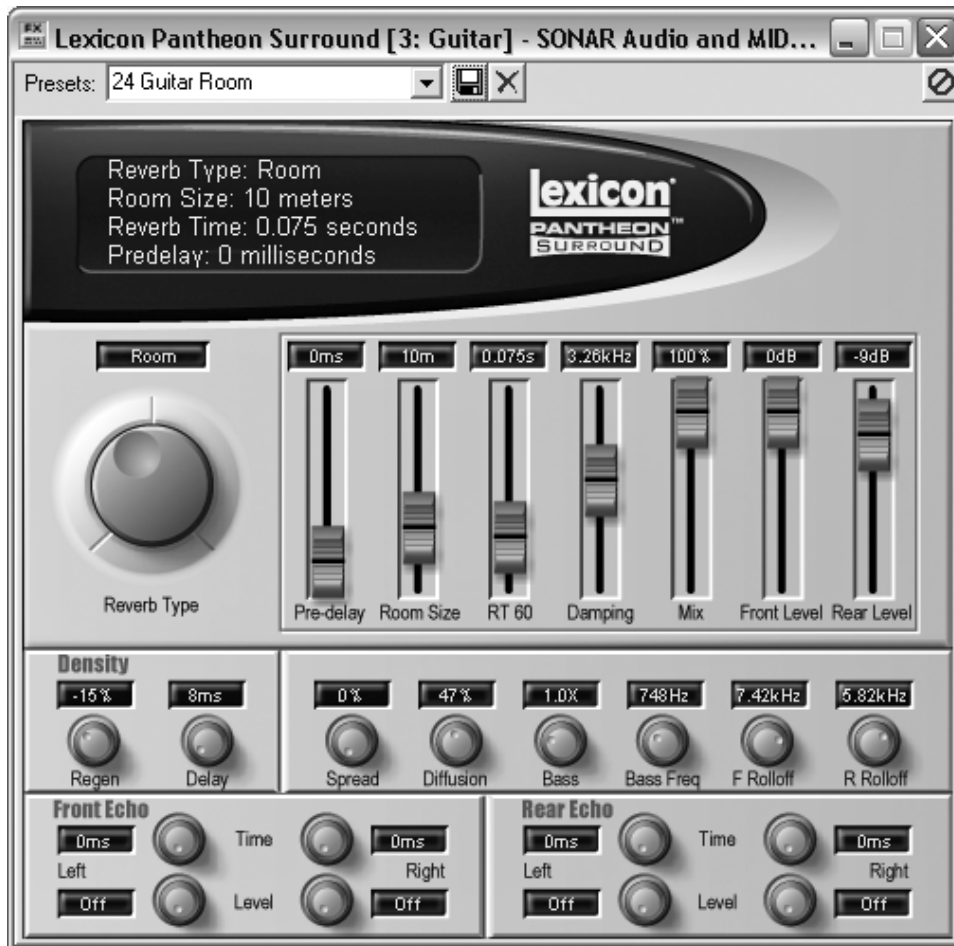 FX
Lexicon Pantheon Surround [3: Guitar] - SONAR Audio and MID...
Presets: 24 Guitar Room
Reverb Type: Room
Room Size: 10 meters
Reverb Time: 0.075 seconds
Predelay: 0 milliseconds
lexicon
PANTHEON™
SURROUND
Room
0ms 10m 0.075s 3.26kHz 100% 0dB -9dB
Reverb Type
Pre-delay Room Size RT 60 Damping Mix Front Level Rear Level
Density
-15% 8ms
Regen Delay
0% 47% 1.0X 748Hz 7.42kHz 5.82kHz
Spread Diffusion Bass Bass Freq F Rolloff R Rolloff
Front Echo
0ms Time 0ms
Left Right
Off Level Off
Rear Echo
0ms Time 0ms
Left Right
Off Level Off